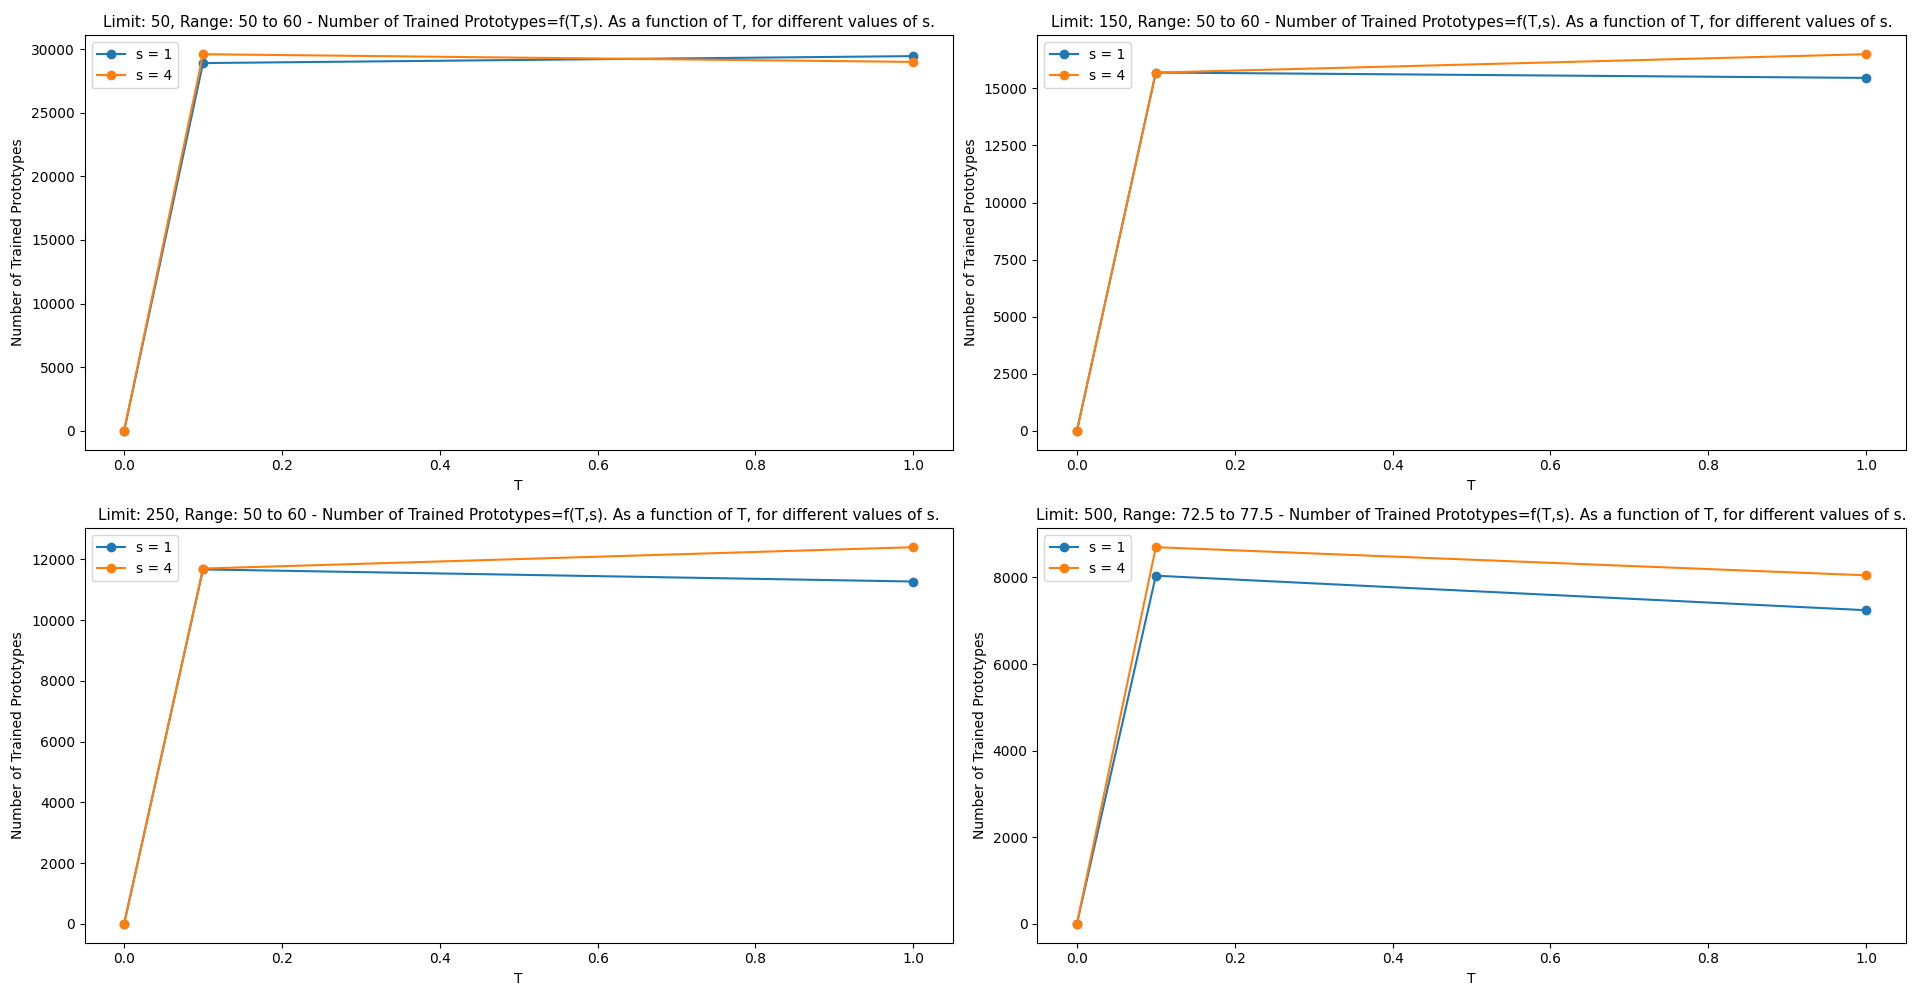 Limit: 50, Range: 50 to 60 - Number of Trained Prototypes=f(T,s). As a function of T, for different values of s.
s = 1
s = 4
30000
25000
20000
15000
10000
5000
0
Number of Trained Prototypes
0.0 0.2 0.4 0.6 0.8 1.0
T
Limit: 150, Range: 50 to 60 - Number of Trained Prototypes=f(T,s). As a function of T, for different values of s.
s = 1
s = 4
15000
12500
10000
7500
5000
2500
0
Number of Trained Prototypes
0.0 0.2 0.4 0.6 0.8 1.0
T
Limit: 250, Range: 50 to 60 - Number of Trained Prototypes=f(T,s). As a function of T, for different values of s.
s = 1
s = 4
12000
10000
8000
6000
4000
2000
0
Number of Trained Prototypes
0.0 0.2 0.4 0.6 0.8 1.0
T
Limit: 500, Range: 72.5 to 77.5 - Number of Trained Prototypes=f(T,s). As a function of T, for different values of s.
s = 1
s = 4
8000
6000
4000
2000
0
Number of Trained Prototypes
0.0 0.2 0.4 0.6 0.8 1.0
T